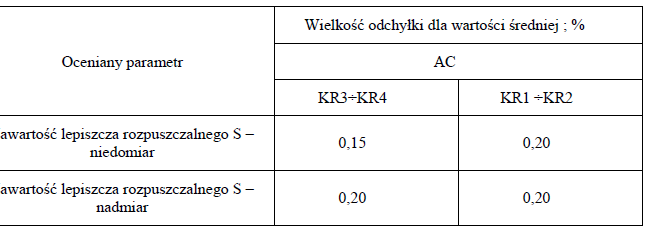 Wielkość odchyłki dla wartości średniej ; %
Oceniany parametr
AC
KR3÷KR4
KR1 ÷KR2
awartość lepiszcza rozpuszczalnego S –
niedomiar
0,15
0,20
awartość lepiszcza rozpuszczalnego S –
nadmiar
0,20
0,20